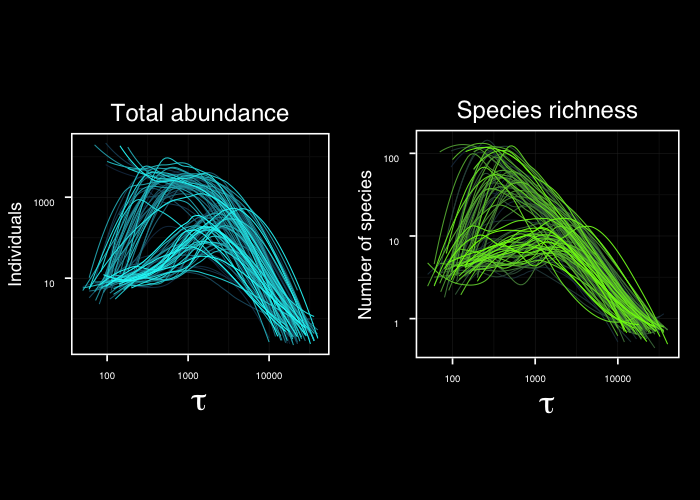 Total abundance
Individuals
1000
10
100
1000
10000
τ
Species richness
Number of species
100
10
1
100
1000
10000
τ